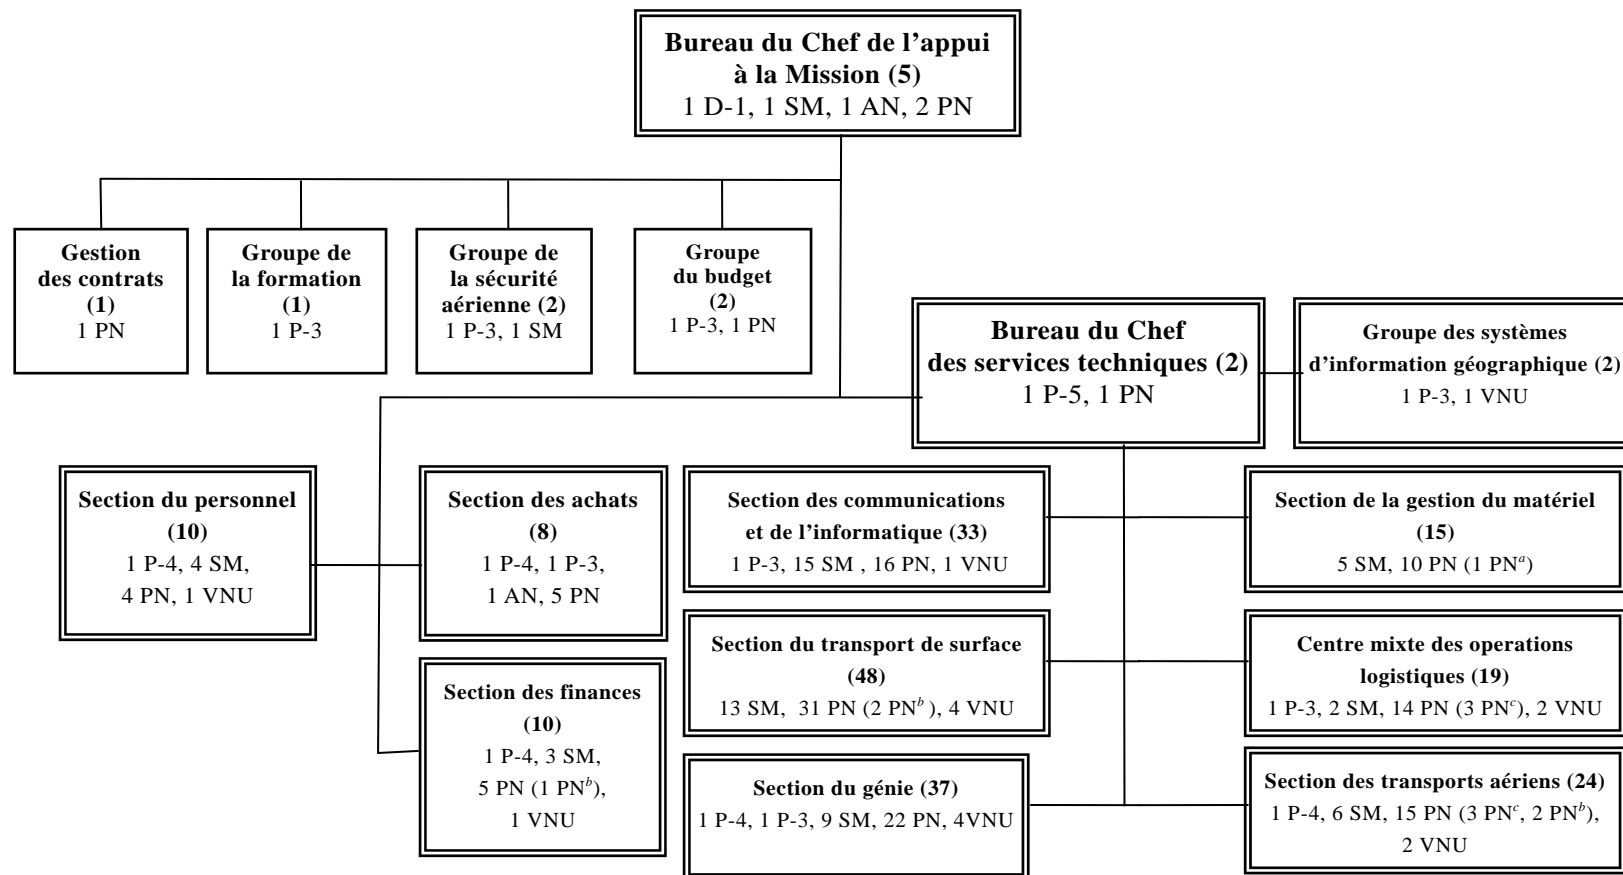 Bureau du Chef de l’appui
à la Mission (5)
1 D-1, 1 SM, 1 AN, 2 PN
Gestion
des contrats
(1)
1 PN
Groupe de
la formation
(1)
1 P-3
Groupe de
la sécurité
aérienne (2)
1 P-3, 1 SM
Groupe
du budget
(2)
1 P-3, 1 PN
Bureau du Chef
des services techniques (2)
1 P-5, 1 PN
Groupe des systèmes
d’information géographique (2)
1 P-3, 1 VNU
Section du personnel
(10)
1 P-4, 4 SM,
4 PN, 1 VNU
Section des achats
(8)
1 P-4, 1 P-3,
1 AN, 5 PN
Section des communications
et de l’informatique (33)
1 P-3, 15 SM , 16 PN, 1 VNU
Section de la gestion du matériel
(15)
5 SM, 10 PN (1 PNa)
Section des finances
(10)
1 P-4, 3 SM,
5 PN (1 PNb),
1 VNU
Section du transport de surface
(48)
13 SM, 31 PN (2 PNb ), 4 VNU
Centre mixte des operations
logistiques (19)
1 P-3, 2 SM, 14 PN (3 PNc), 2 VNU
Section du génie (37)
1 P-4, 1 P-3, 9 SM, 22 PN, 4VNU
Section des transports aériens (24)
1 P-4, 6 SM, 15 PN (3 PNc, 2 PNb),
2 VNU